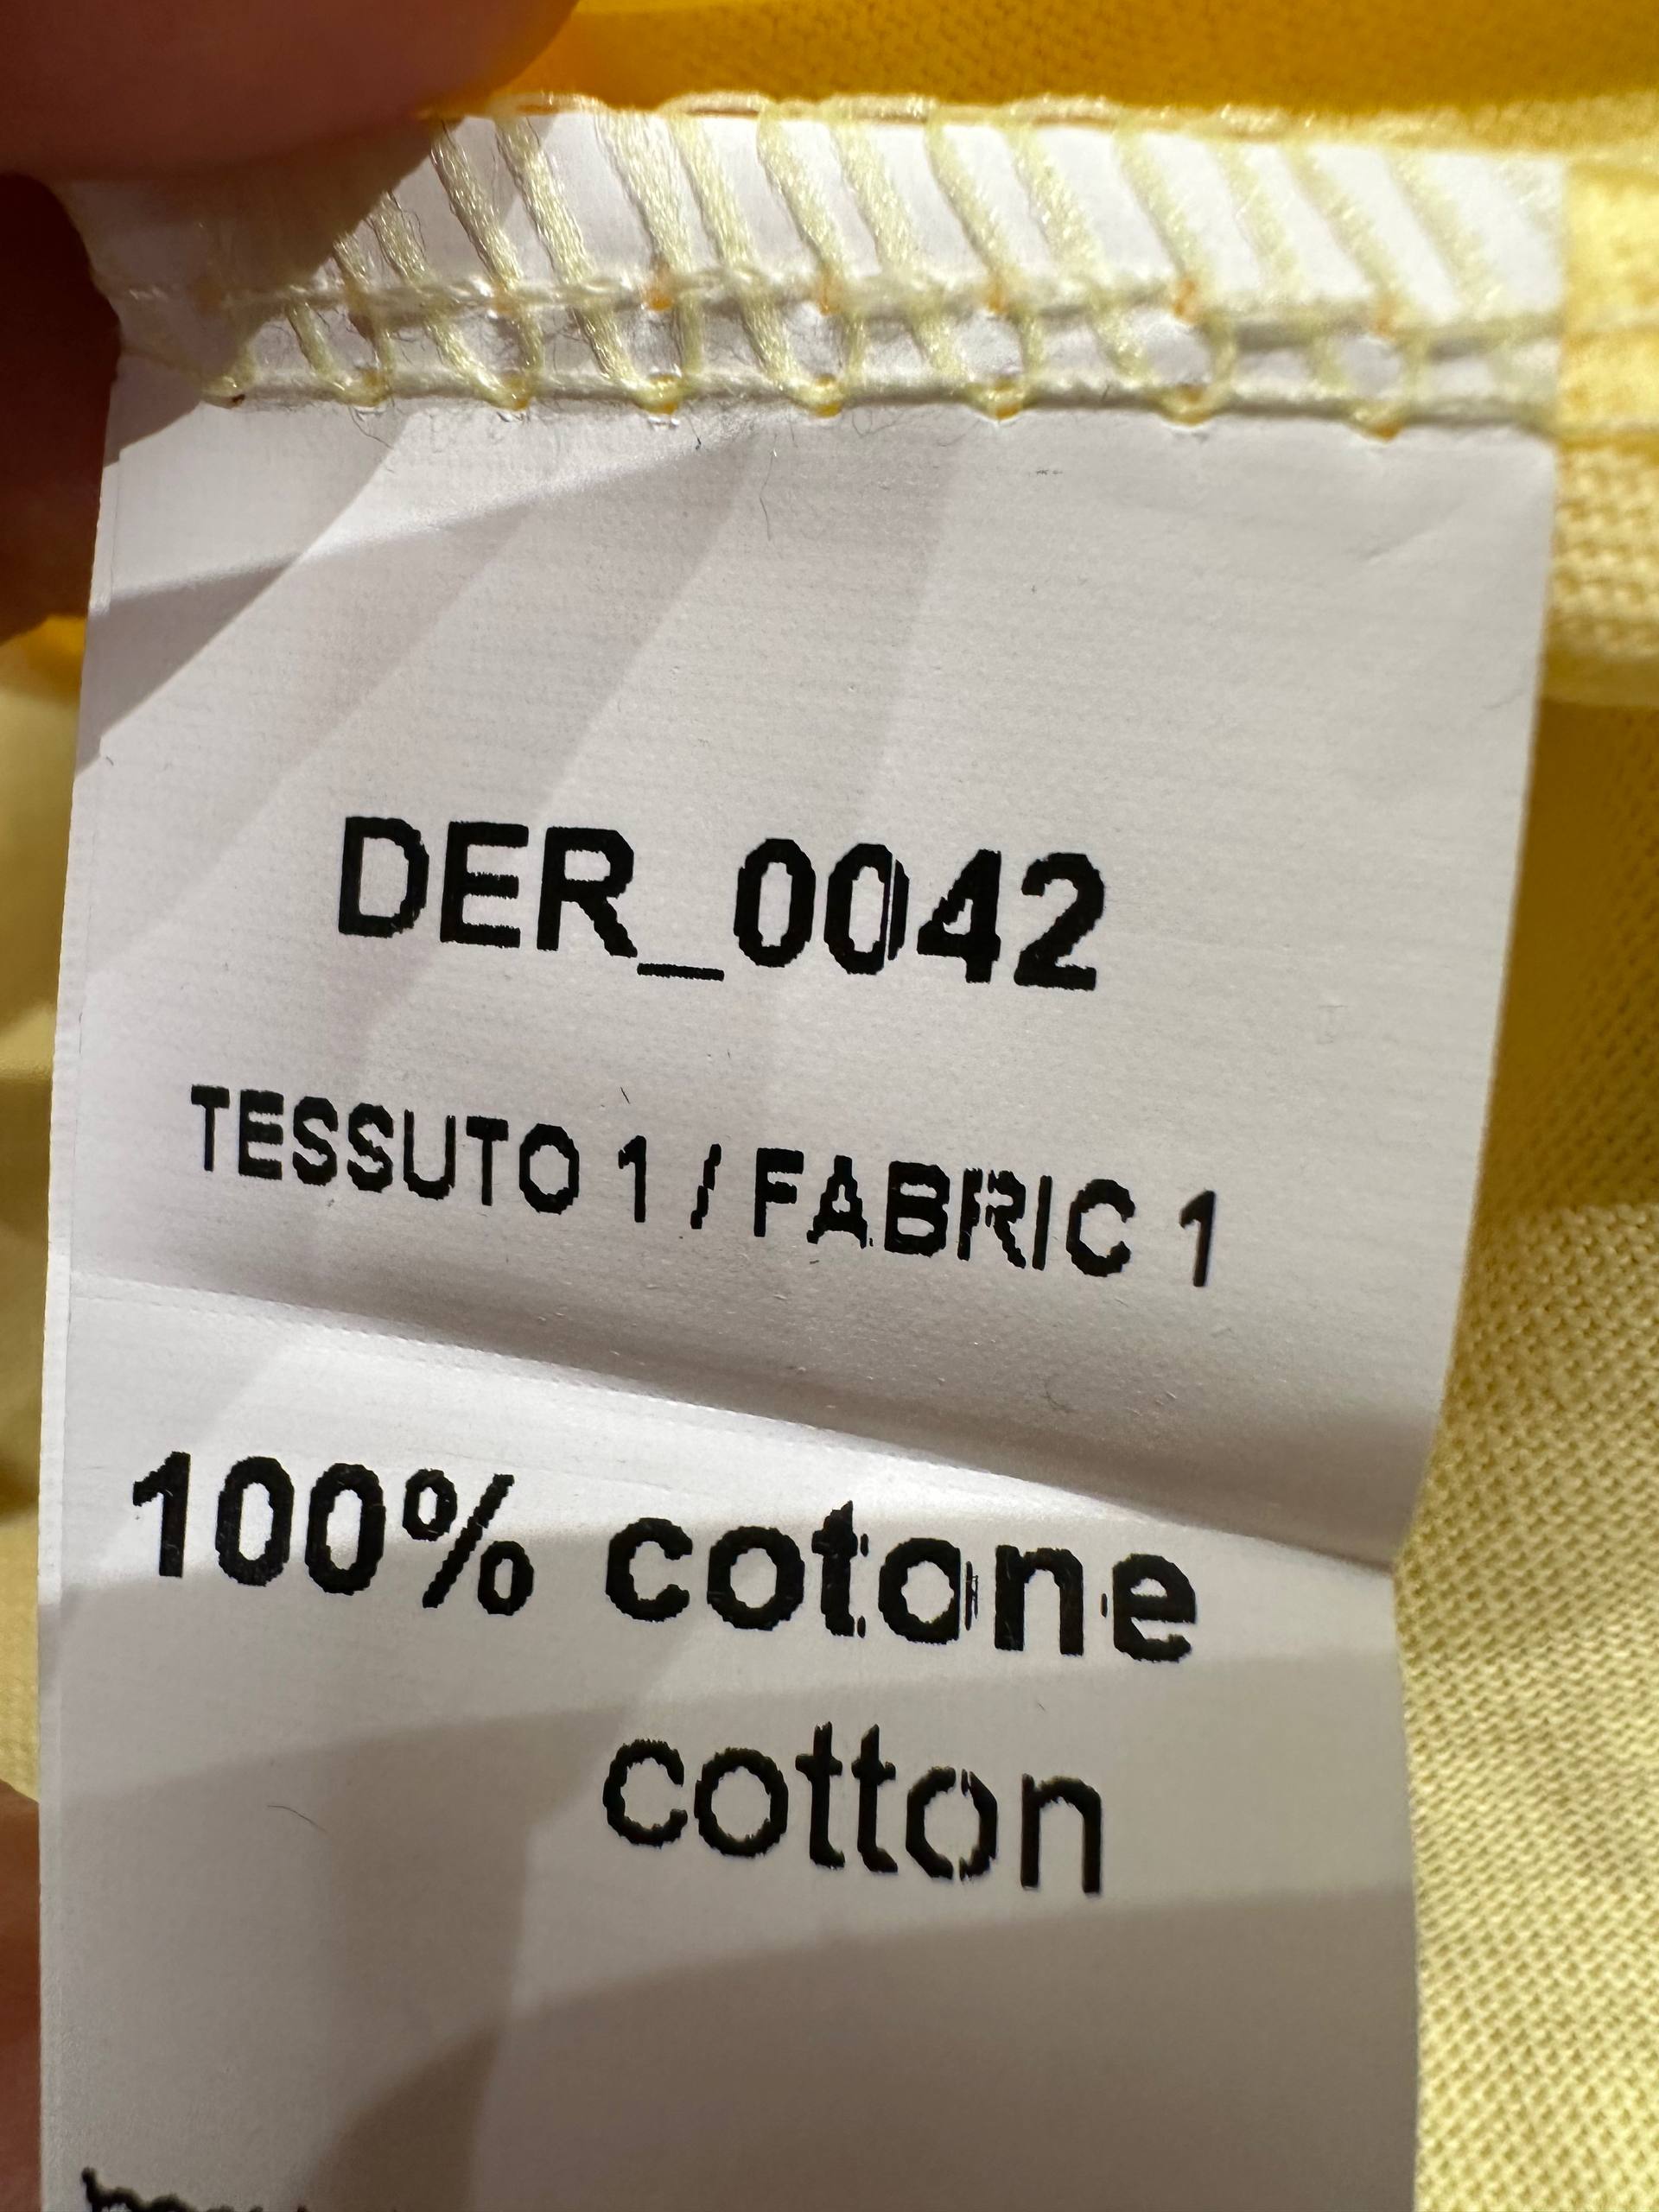 DER_0042
TESSUTO 1 / FABRIC 1
100% cotone
cotton